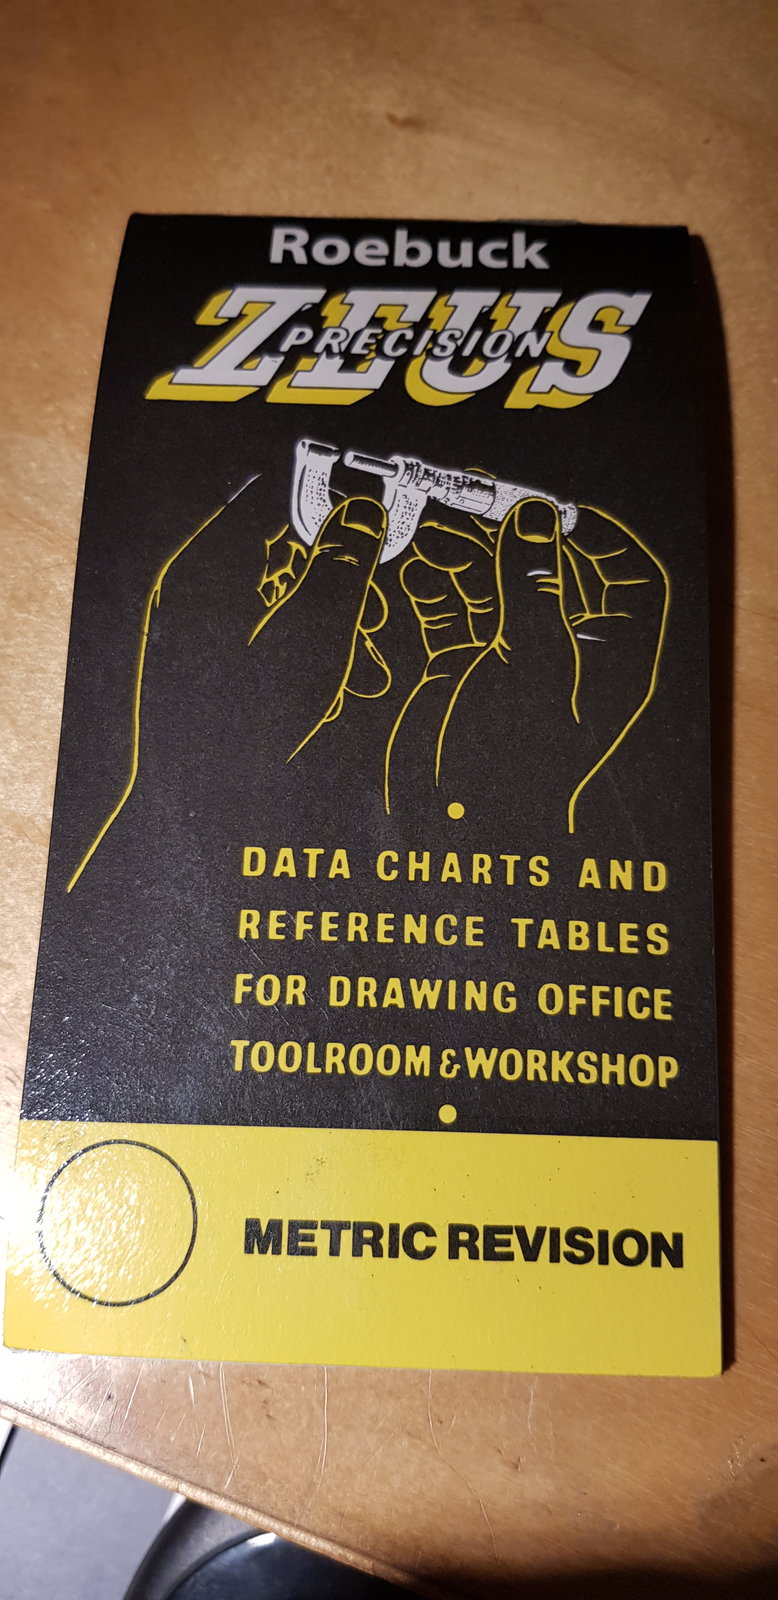 Roebuck
ZEUS
PRECISION
DATA CHARTS AND
REFERENCE TABLES
FOR DRAWING OFFICE
TOOLROOM & WORKSHOP
METRIC REVISION